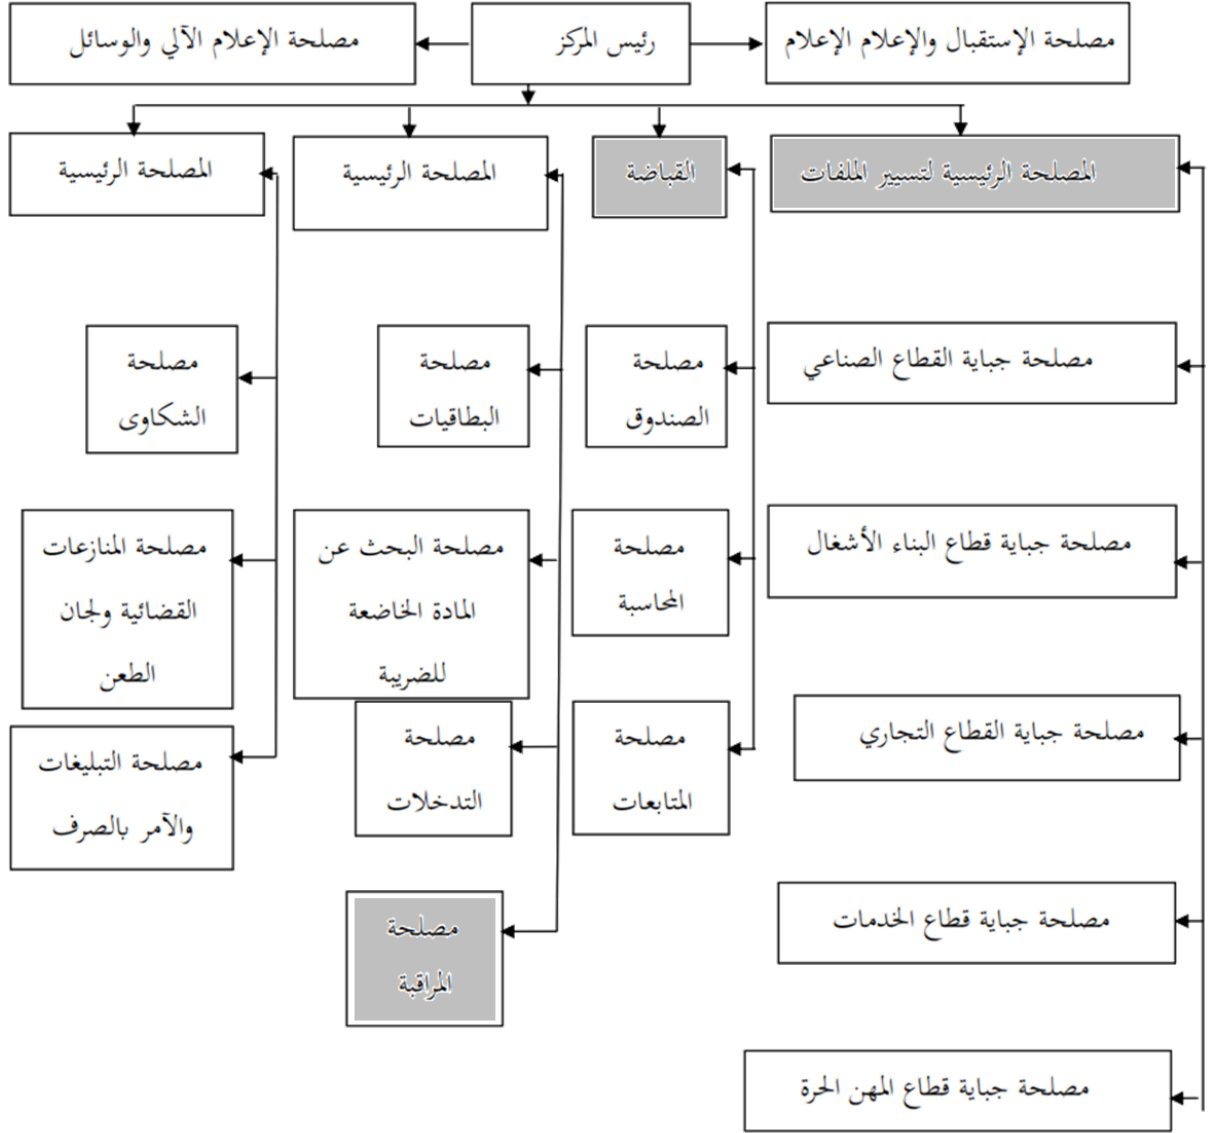 مصلحة الإستقبال والإعلام الإعلام
رئيس المركز
مصلحة الإعلام الآلي والوسائل
المصلحة الرئيسية لتسيير الملفات
القباضة
المصلحة الرئيسية
المصلحة الرئيسية
مصلحة جباية القطاع الصناعي
مصلحة جباية قطاع البناء الأشغال
مصلحة جباية القطاع التجاري
مصلحة جباية قطاع الخدمات
مصلحة جباية قطاع المهن الحرة
مصلحة
الصندوق
مصلحة
المحاسبة
مصلحة
المتابعات
مصلحة
البطاقيات
مصلحة البحث عن
المادة الخاضعة
للضريبة
مصلحة
التدخلات
مصلحة
المراقبة
مصلحة
الشكاوى
مصلحة المنازعات
القضائية ولجان
الطعن
مصلحة التبليغات
والآمر بالصرف